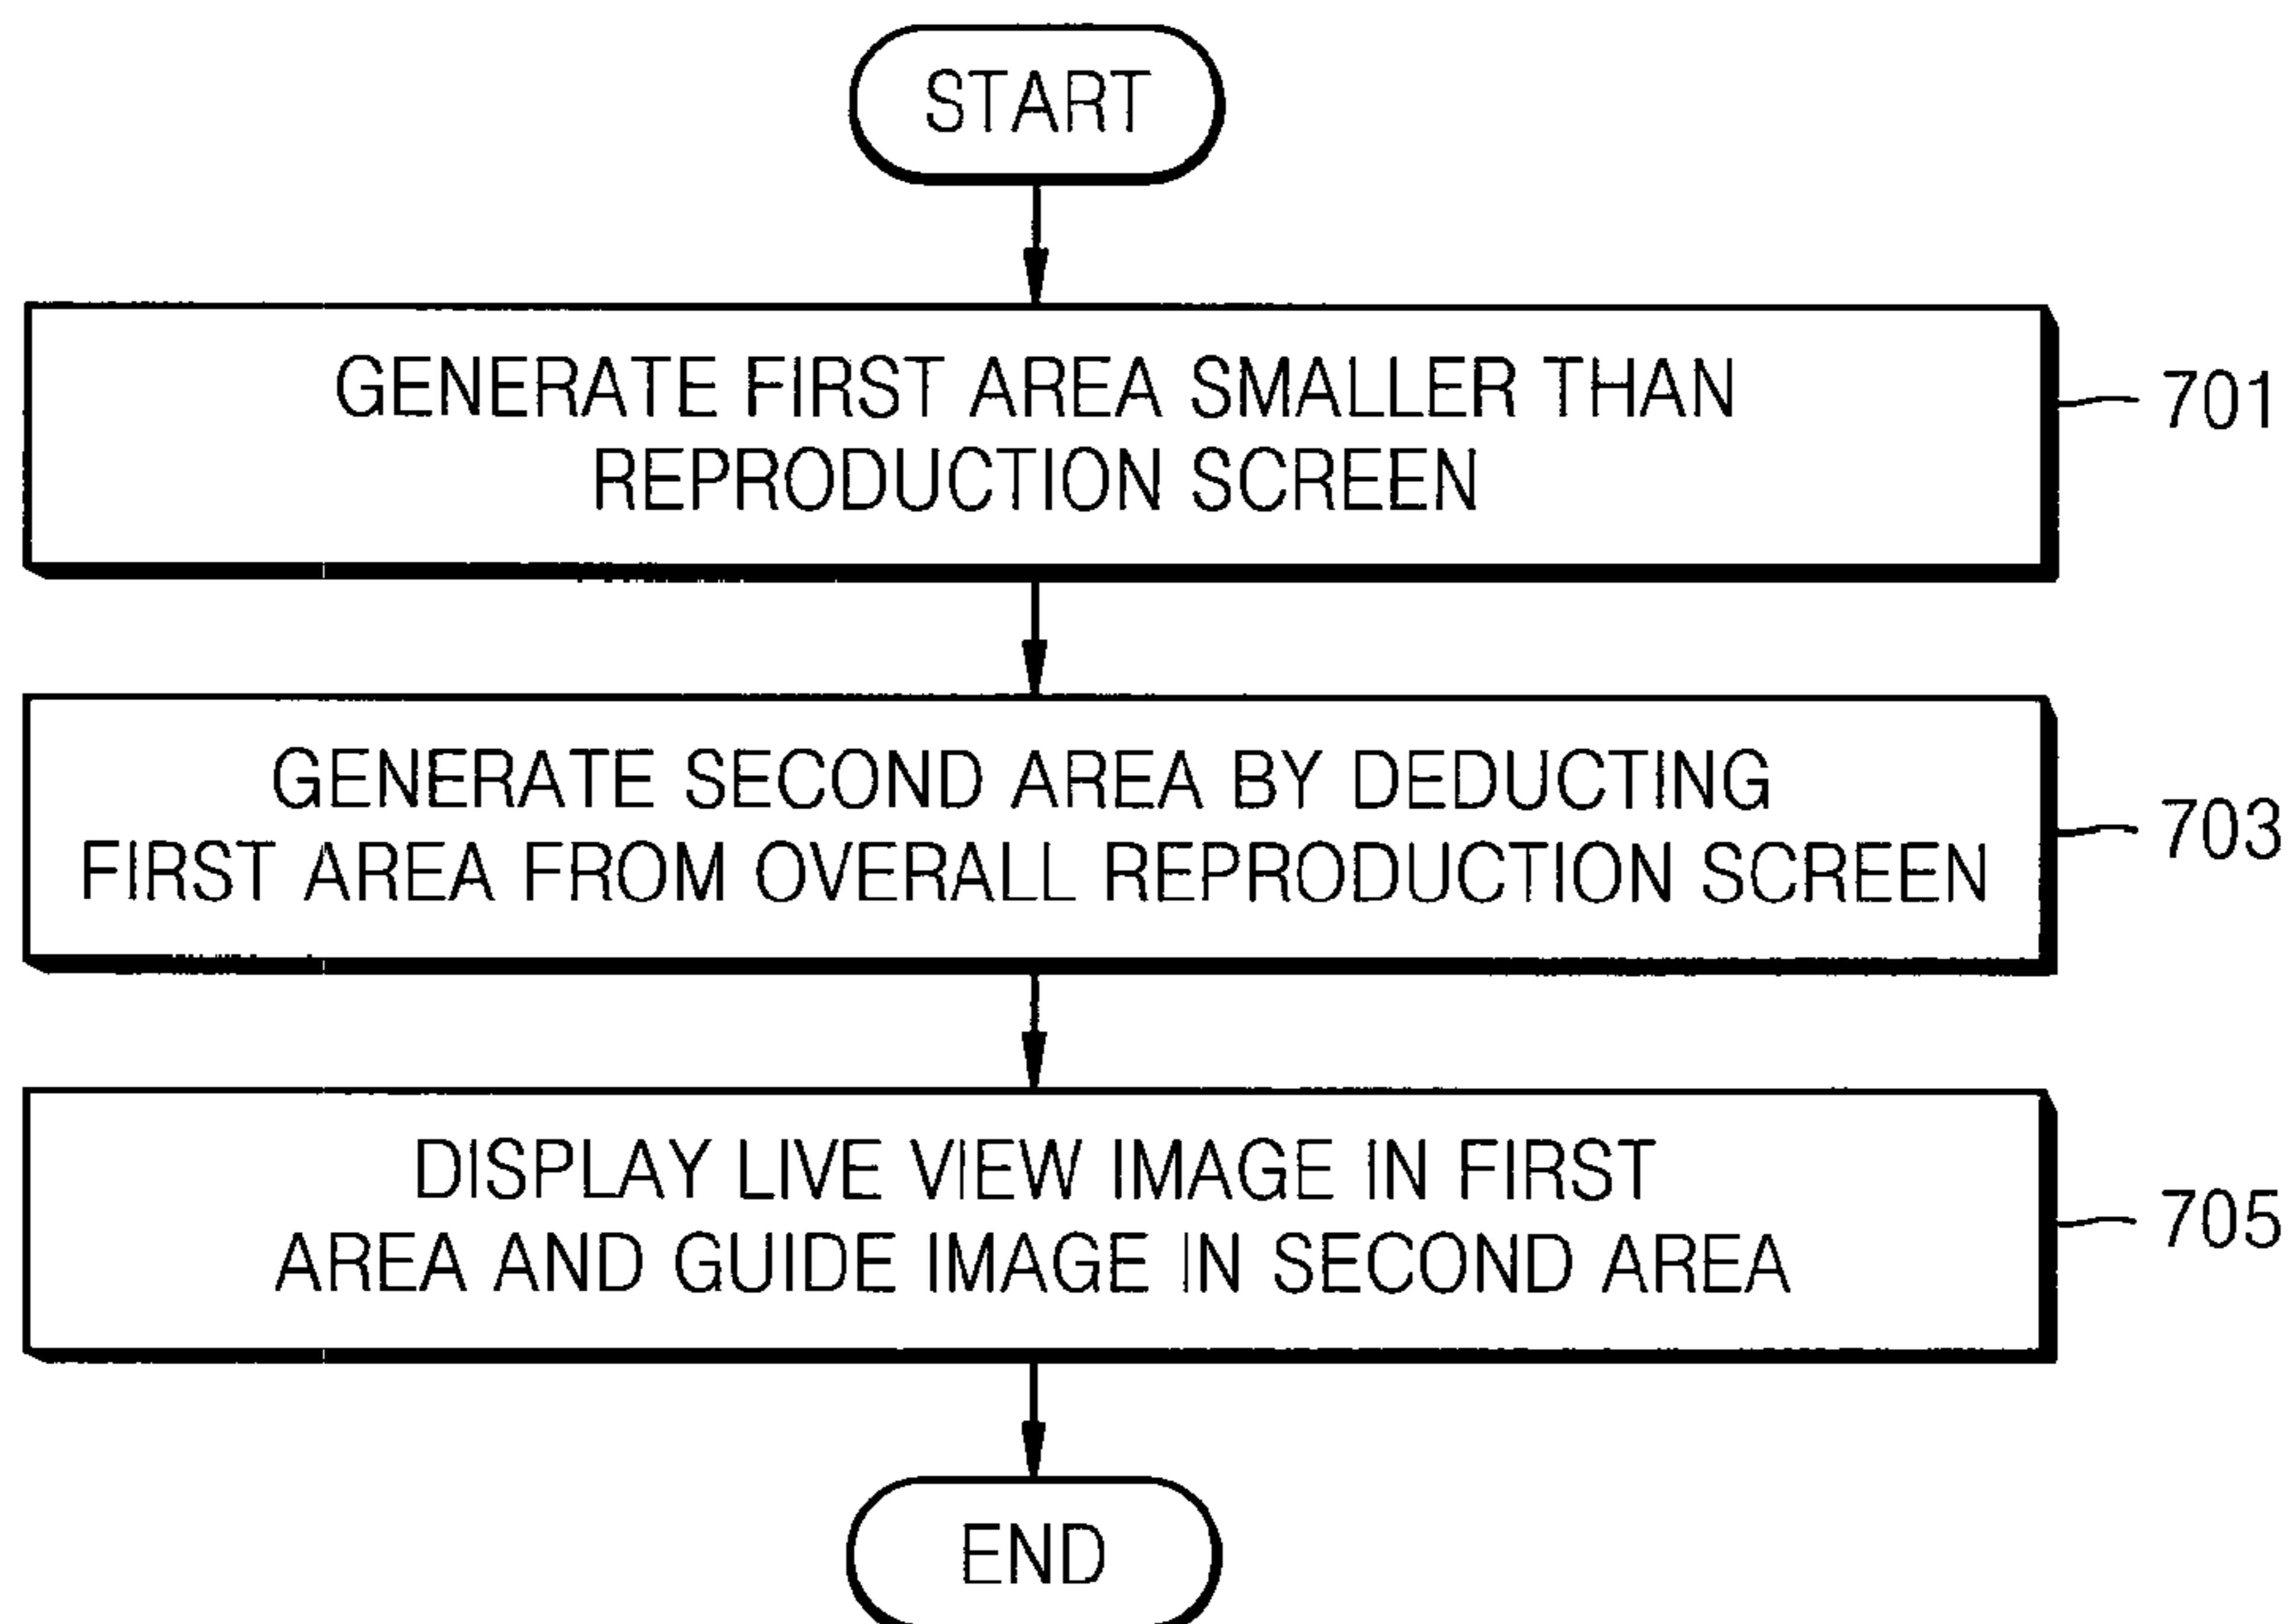 START
GENERATE FIRST AREA SMALLER THAN
REPRODUCTION SCREEN
701
GENERATE SECOND AREA BY DEDUCTING
FIRST AREA FROM OVERALL REPRODUCTION SCREEN
703
DISPLAY LIVE VIEW IMAGE IN FIRST
AREA AND GUIDE IMAGE IN SECOND AREA
705
END